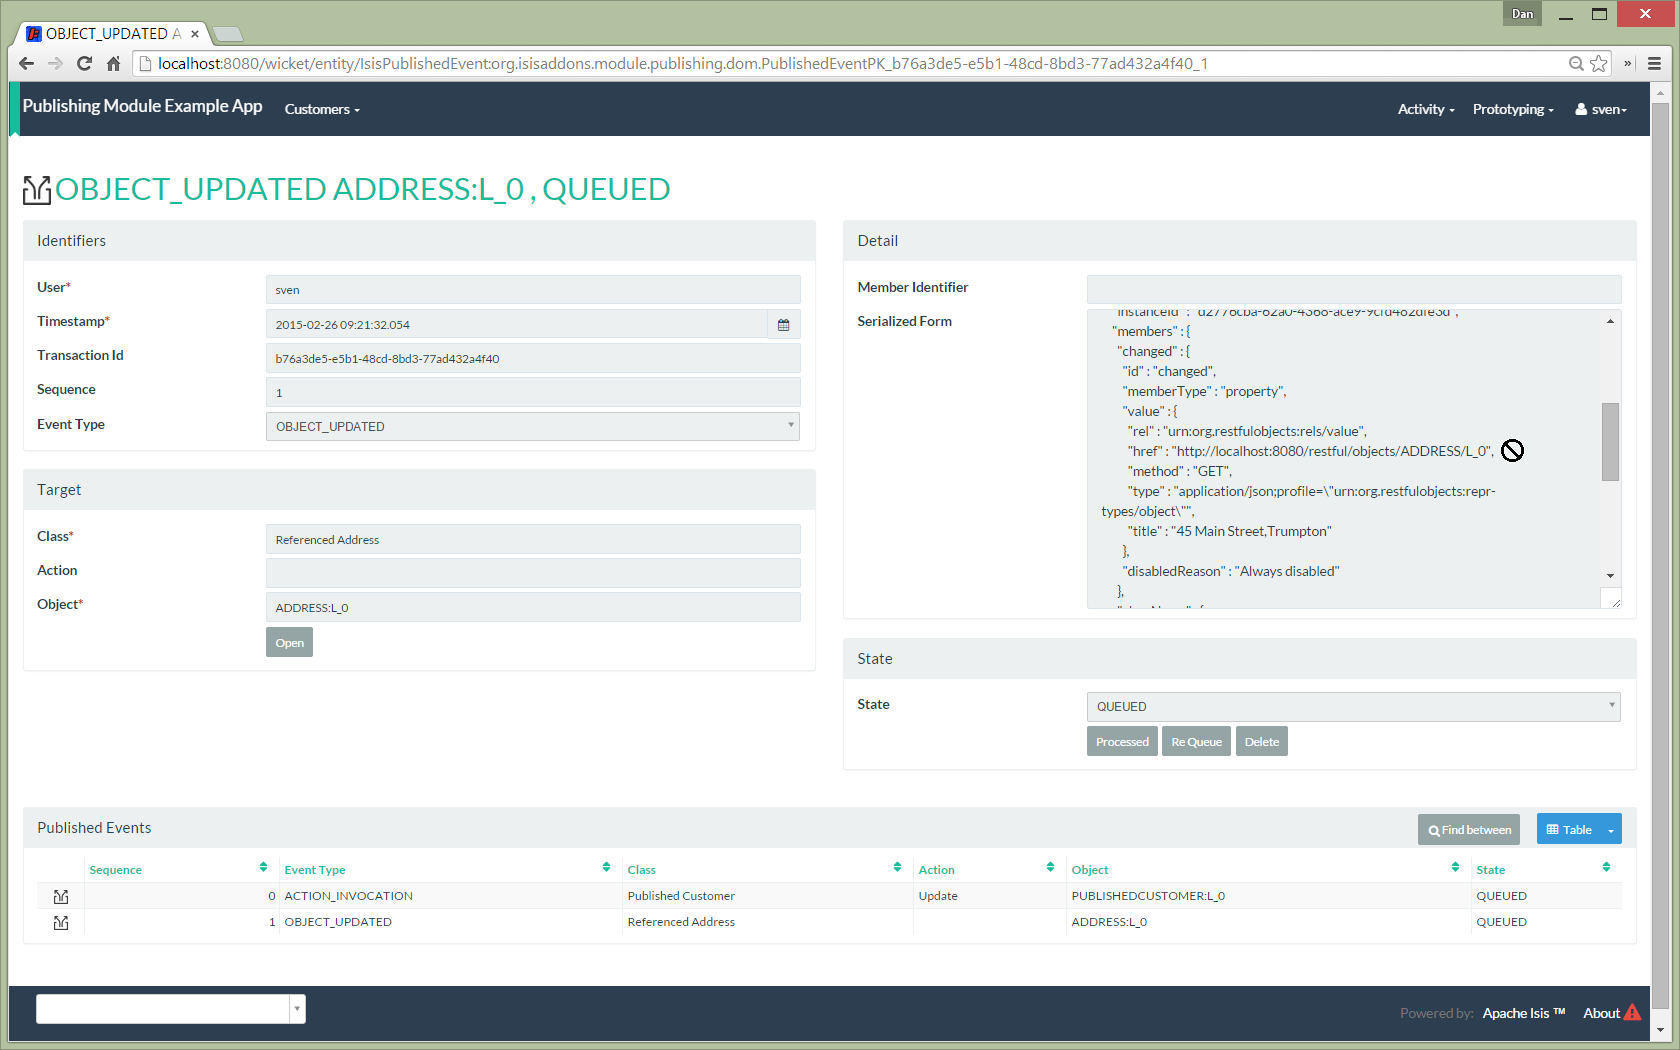 Dan
OBJECT_UPDATED A
localhost:8080/wicket/entity/IsisPublishedEvent:org.isisaddons.module.publishing.dom.PublishedEventPK_b76a3de5-e5b1-48cd-8bd3-77ad432a4f40_1
Publishing Module Example App
Customers
Activity
Prototyping
sven
OBJECT_UPDATED ADDRESS:L_0 , QUEUED
Identifiers
User*
sven
Timestamp*
2015-02-26 09:21:32.054
Transaction Id
b76a3de5-e5b1-48cd-8bd3-77ad432a4f40
Sequence
1
Event Type
OBJECT_UPDATED
Target
Class*
Referenced Address
Action
Object*
ADDRESS:L_0
Open
Detail
Member Identifier
Serialized Form
"members" : {
"changed" : {
"id" : "changed",
"memberType" : "property",
"value" : {
"rel" : "urn:org.restfulobjects:rels/value",
"href" : "http://localhost:8080/restful/objects/ADDRESS/L_0",
"method" : "GET",
"type" : "application/json;profile=\"urn:org.restfulobjects:repr-
types/object\"",
"title" : "45 Main Street,Trumpton"
},
"disabledReason" : "Always disabled"
},
State
State
QUEUED
Processed
Re Queue
Delete
Published Events
Find between
Table
Sequence Event Type Class Action Object State
0 ACTION_INVOCATION Published Customer Update PUBLISHEDCUSTOMER:L_0 QUEUED
1 OBJECT_UPDATED Referenced Address ADDRESS:L_0 QUEUED
Powered by: Apache Isis ™ About